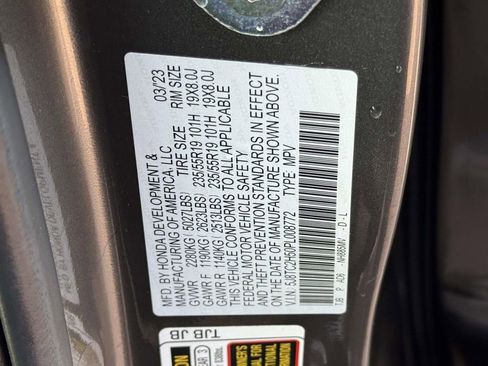 MFD. BY HONDA DEVELOPMENT & 03/23
MANUFACTURING OF AMERICA, LLC
TIRE SIZE RIM SIZE
GVWR 2280KG (5027LBS)
GAWR F 1190KG (2623LBS) 235/55R19 101H 19X8.0J
GAWR R 1140KG (2513LBS) 235/55R19 101H 19X8.0J
THIS VEHICLE CONFORMS TO ALL APPLICABLE
FEDERAL MOTOR VEHICLE SAFETY
AND THEFT PREVENTION STANDARDS IN EFFECT
ON THE DATE OF MANUFACTURE SHOWN ABOVE.
V.I.N. 5J8TC2H50PL008772 TYPE: MPV
TJB P AC6 -NH885MV -D-L
TJB JB